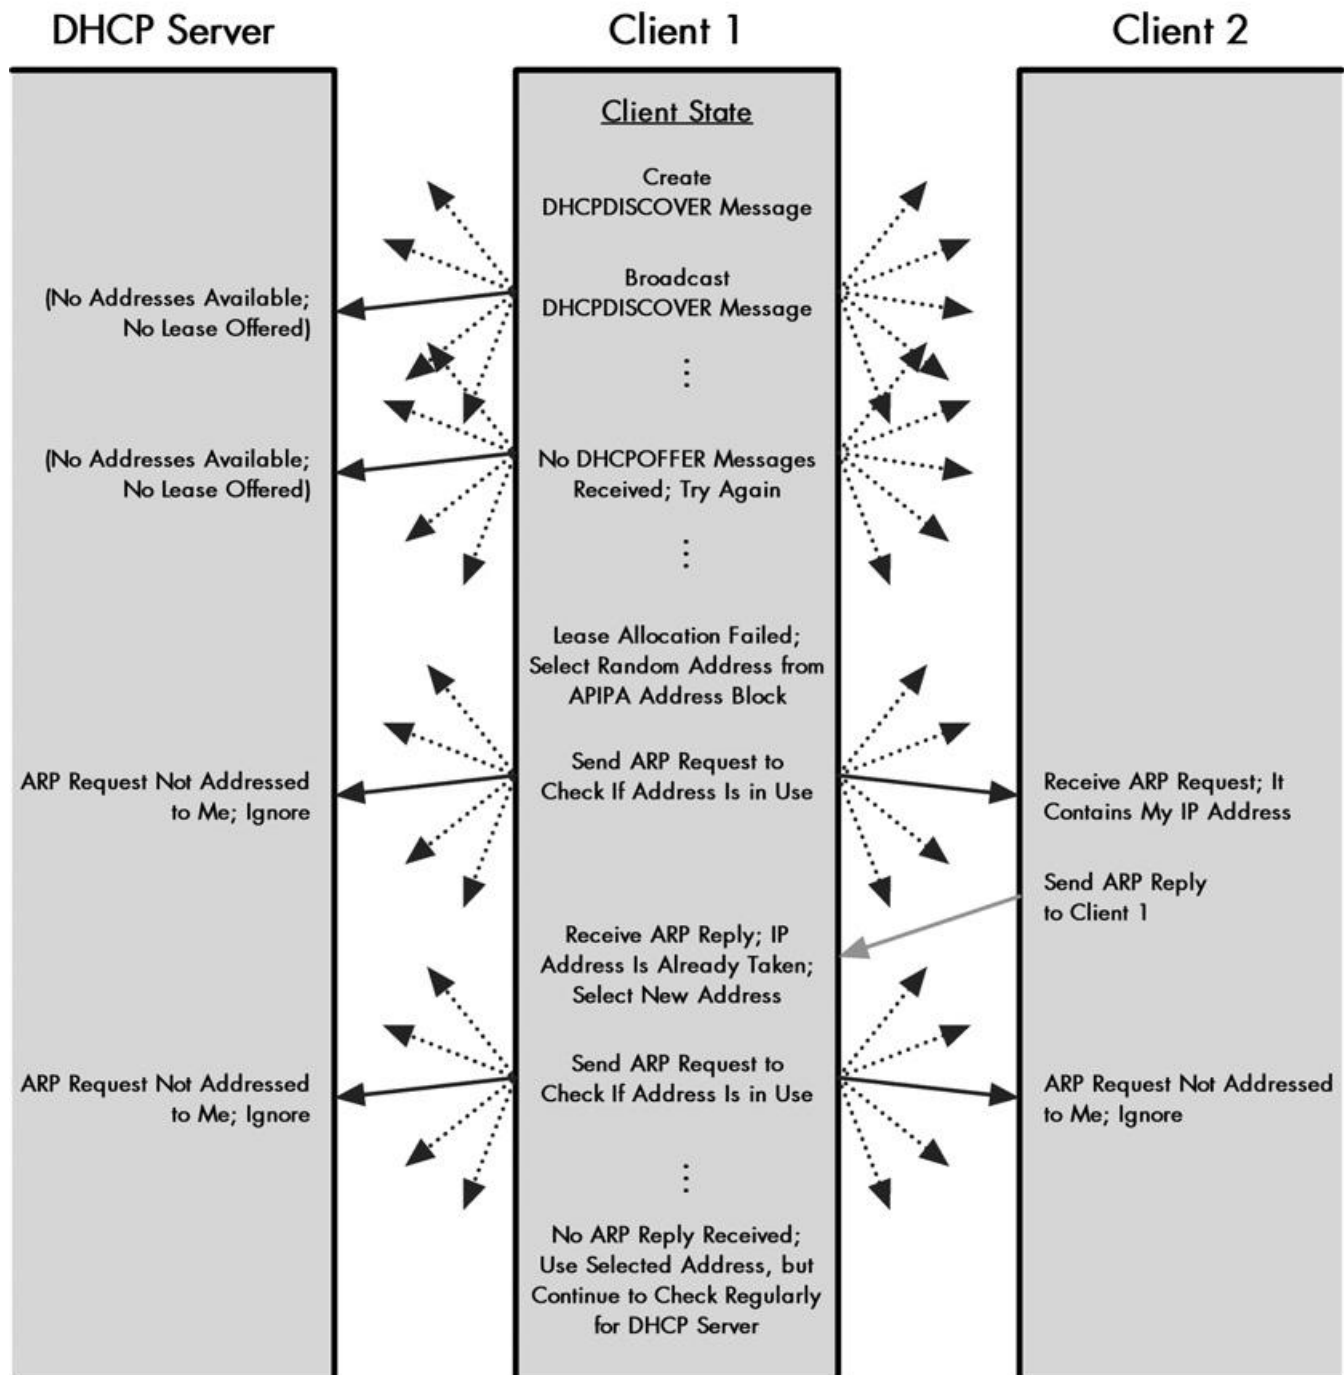 DHCP Server
Client 1
Client 2
Client State
Create
DHCPDISCOVER Message
Broadcast
DHCPDISCOVER Message
(No Addresses Available;
No Lease Offered)
⋮
No DHCPOFFER Messages
Received; Try Again
(No Addresses Available;
No Lease Offered)
⋮
Lease Allocation Failed;
Select Random Address from
APIPA Address Block
Send ARP Request to
Check If Address Is in Use
ARP Request Not Addressed
to Me; Ignore
Receive ARP Request; It
Contains My IP Address
Send ARP Reply
to Client 1
Receive ARP Reply; IP
Address Is Already Taken;
Select New Address
Send ARP Request to
Check If Address Is in Use
ARP Request Not Addressed
to Me; Ignore
ARP Request Not Addressed
to Me; Ignore
⋮
No ARP Reply Received;
Use Selected Address, but
Continue to Check Regularly
for DHCP Server